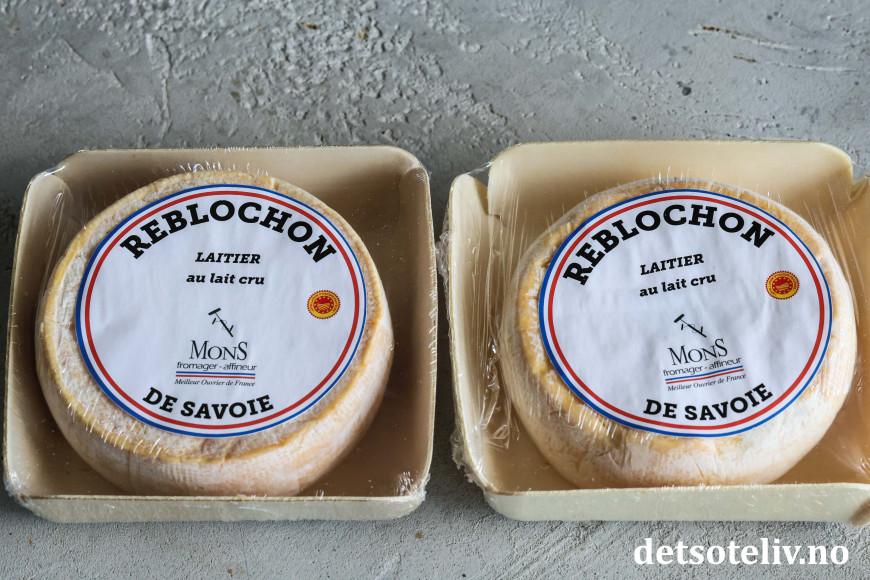 REBLOCHON
LAITIER
au lait cru
MONS
fromager - affineur
Meilleur Ouvrier de France
DE SAVOIE
REBLOCHON
LAITIER
au lait cru
MONS
fromager - affineur
Meilleur Ouvrier de France
DE SAVOIE
detsoteliv.no